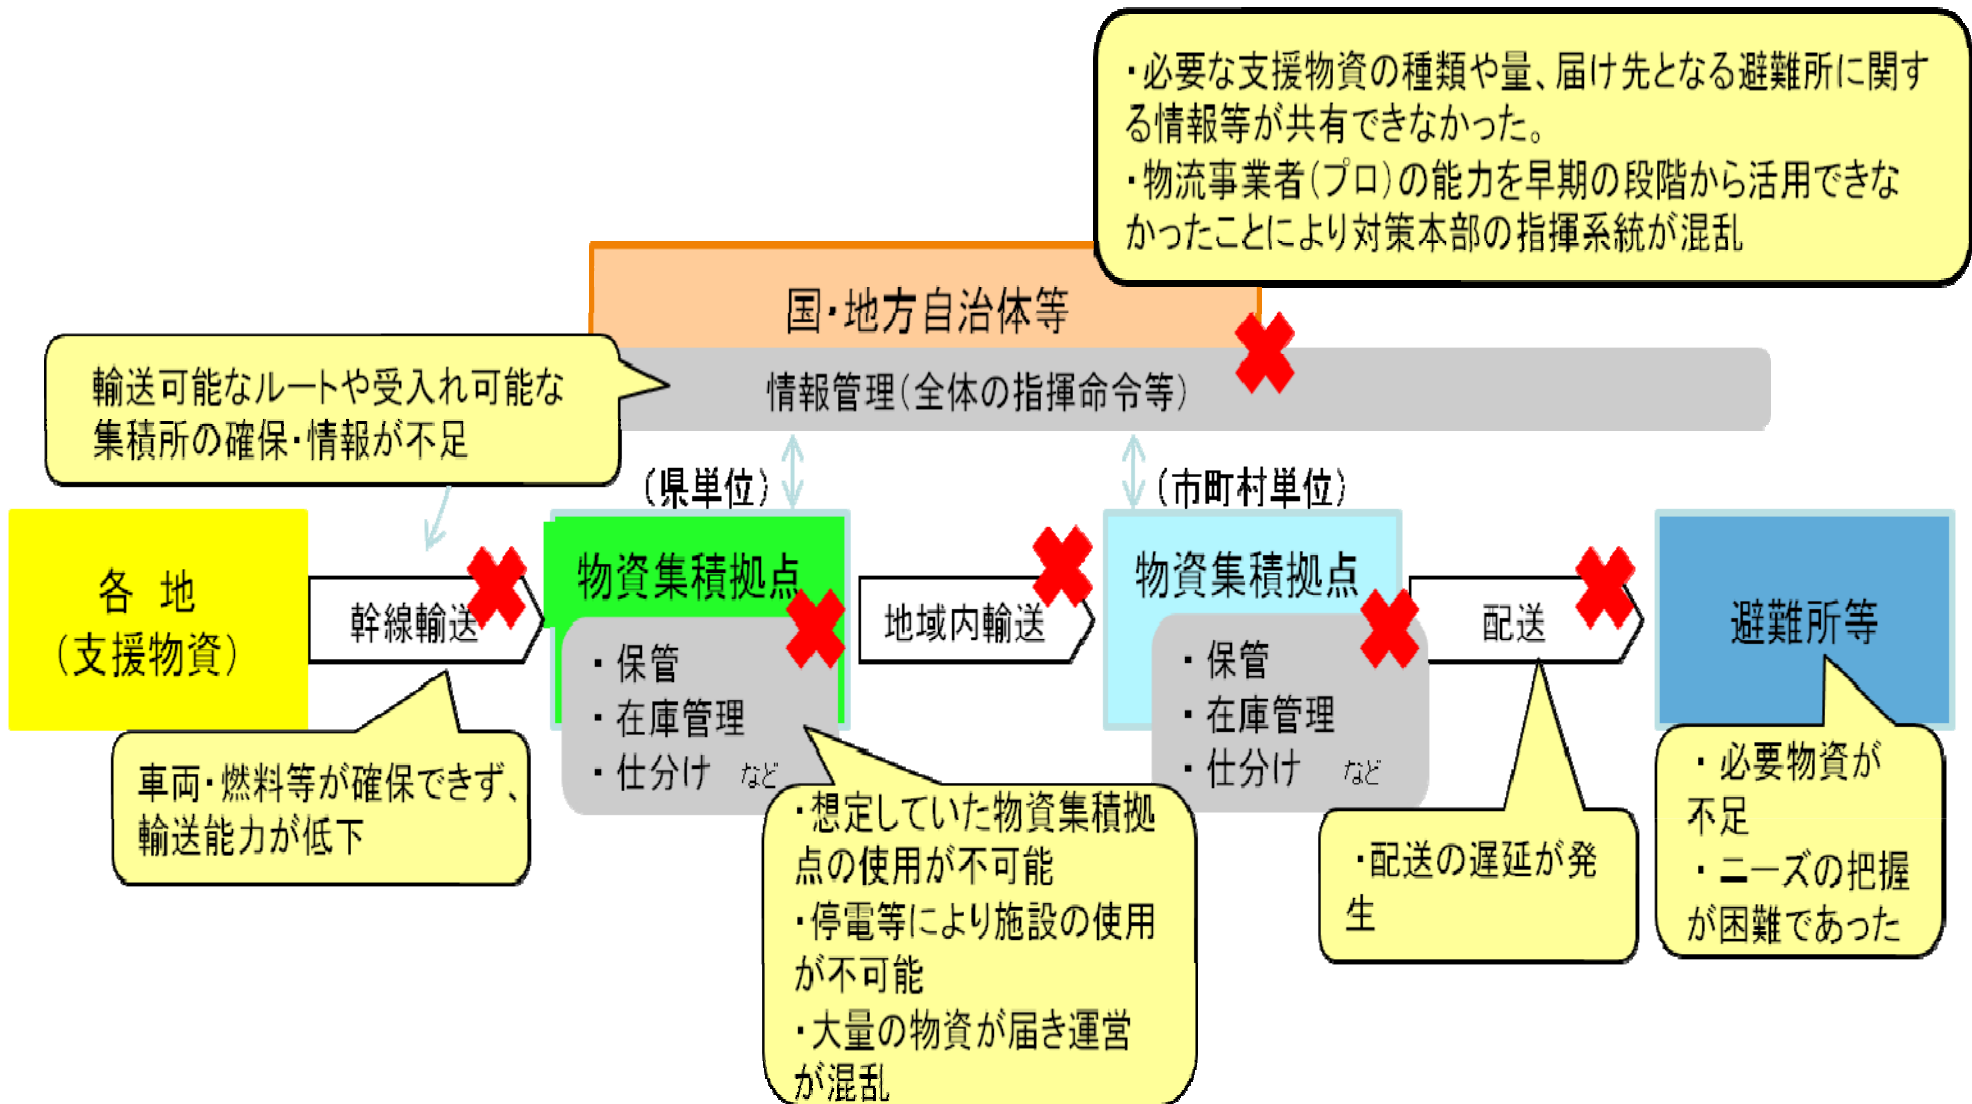 ・必要な支援物資の種類や量、届け先となる避難所に関す
る情報等が共有できなかった。
・物流事業者(プロ)の能力を早期の段階から活用できな
かったことにより対策本部の指揮系統が混乱
国・地方自治体等
情報管理(全体の指揮命令等)
輸送可能なルートや受入れ可能な
集積所の確保・情報が不足
(県単位)
(市町村単位)
各 地
(支援物資)
幹線輸送
物資集積拠点
・保管
・在庫管理
・仕分け など
地域内輸送
物資集積拠点
・保管
・在庫管理
・仕分け など
配送
避難所等
車両・燃料等が確保できず、
輸送能力が低下
・想定していた物資集積拠
点の使用が不可能
・停電等により施設の使用
が不可能
・大量の物資が届き運営
が混乱
・配送の遅延が発
生
・必要物資が
不足
・ニーズの把握
が困難であった